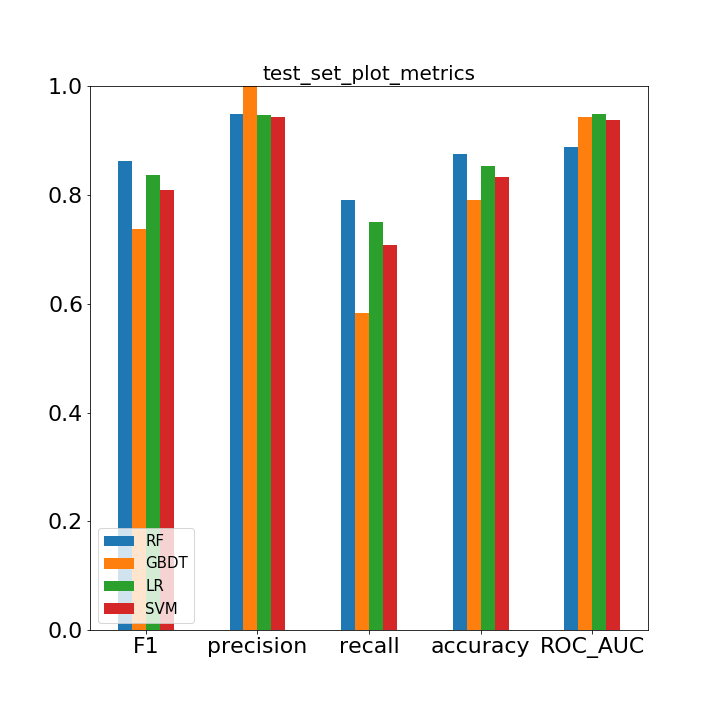 test_set_plot_metrics
1.0
0.8
0.6
0.4
0.2
0.0
RF
GBDT
LR
SVM
F1 precision recall accuracy ROC_AUC